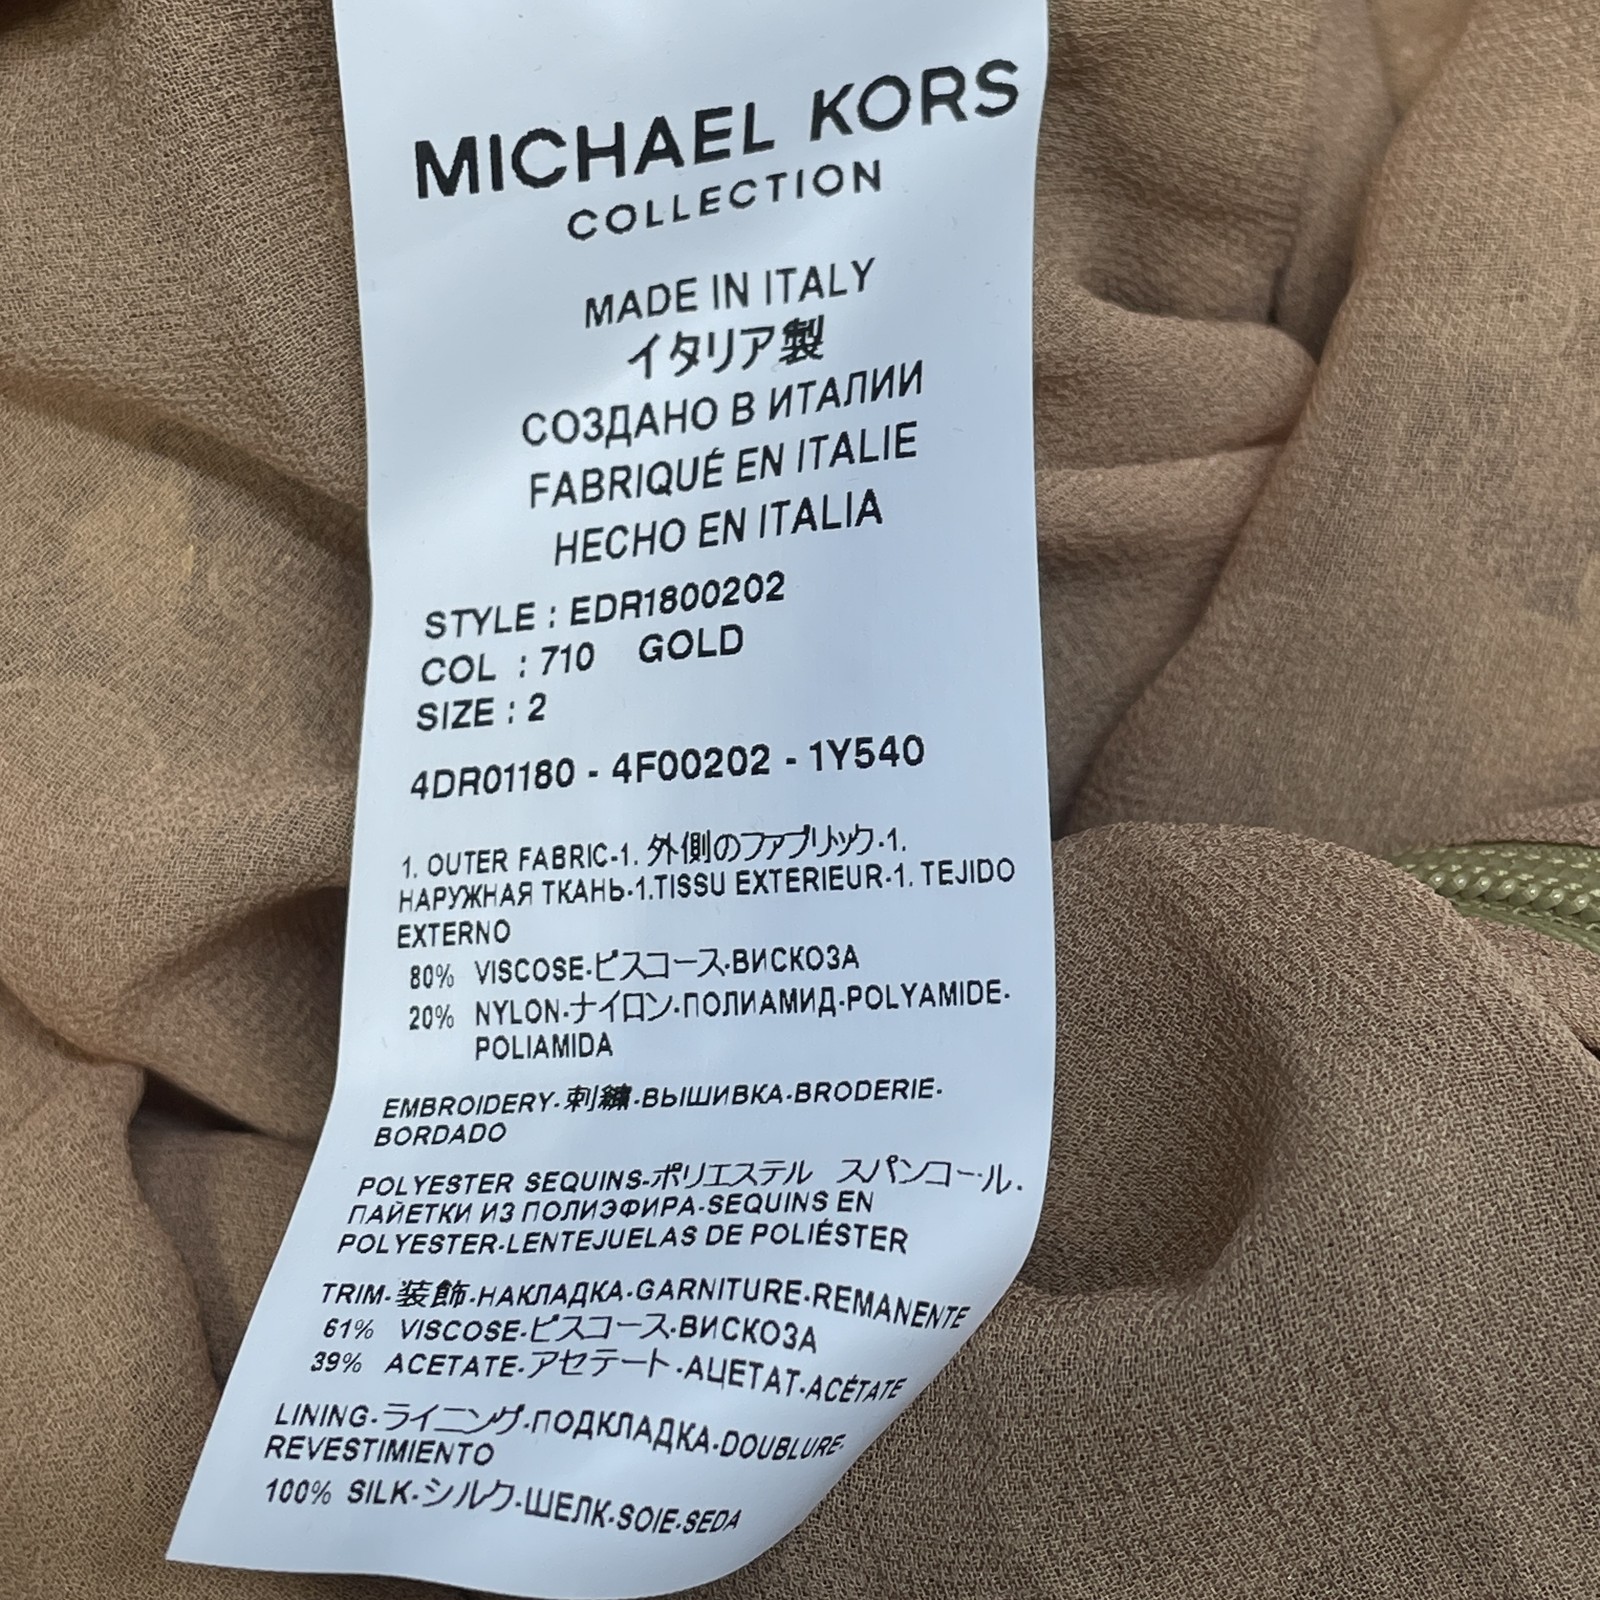 MICHAEL KORS
COLLECTION
MADE IN ITALY
イタリア製
СОЗДАНО В ИТАЛИИ
FABRIQUÉ EN ITALIE
HECHO EN ITALIA
STYLE : EDR1800202
COL : 710 GOLD
SIZE : 2
4DR01180 - 4F00202 - 1Y540
1. OUTER FABRIC-1. 外側のファブリック-1.
НАРУЖНАЯ ТКАНЬ-1.TISSU EXTERIEUR-1. TEJIDO
EXTERNO
80% VISCOSE-ビスコース-ВИСКОЗА
20% NYLON-ナイロン-ПОЛИАМИД-POLYAMIDE-
POLIAMIDA
EMBROIDERY-刺繍-ВЫШИВКА-BRODERIE-
BORDADO
POLYESTER SEQUINS-ポリエステル スパンコール.
ПАЙЕТКИ ИЗ ПОЛИЭФИРА-SEQUINS EN
POLYESTER-LENTEJUELAS DE POLIÉSTER
TRIM-装飾-НАКЛАДКА-GARNITURE-REMANENTE
61% VISCOSE-ビスコース-ВИСКОЗА
39% ACETATE-アセテート-АЦЕТАТ-ACÉTATE
LINING-ライニング-ПОДКЛАДКА-DOUBLURE-
REVESTIMIENTO
100% SILK-シルク-ШЕЛК-SOIE-SEDA